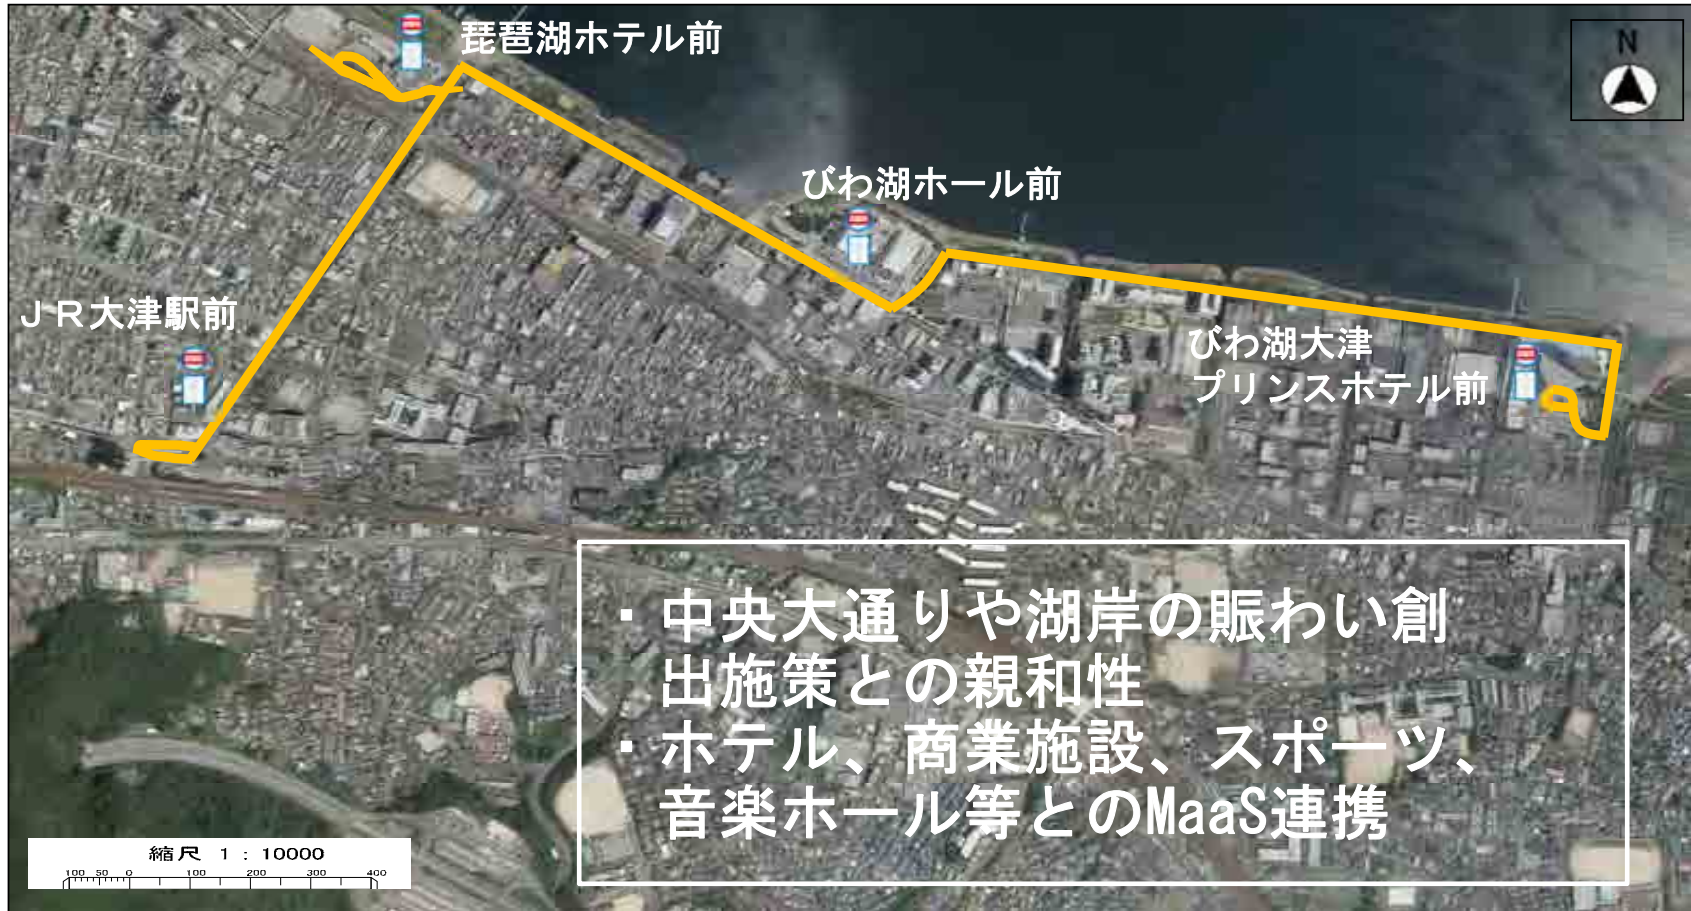 琵琶湖ホテル前
N
びわ湖ホール前
ＪＲ大津駅前
びわ湖大津
プリンスホテル前
・中央大通りや湖岸の賑わい創
出施策との親和性
・ホテル、商業施設、スポーツ、
音楽ホール等とのMaaS連携
縮尺 1 : 10000
100 50 0 100 200 300 400